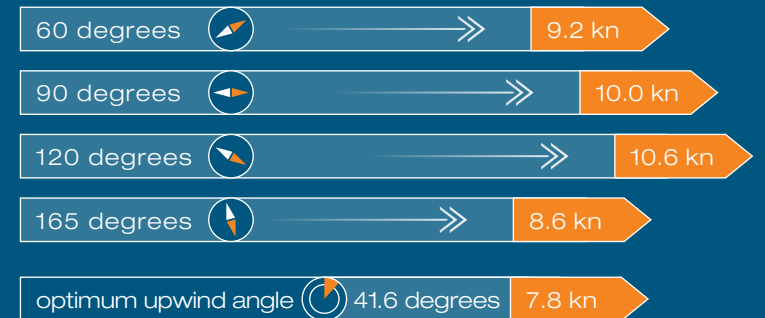 60 degrees 9.2 kn
90 degrees 10.0 kn
120 degrees 10.6 kn
165 degrees 8.6 kn
optimum upwind angle 41.6 degrees 7.8 kn